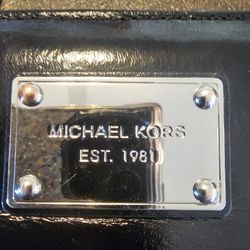 MICHAEL KORS
EST. 1981